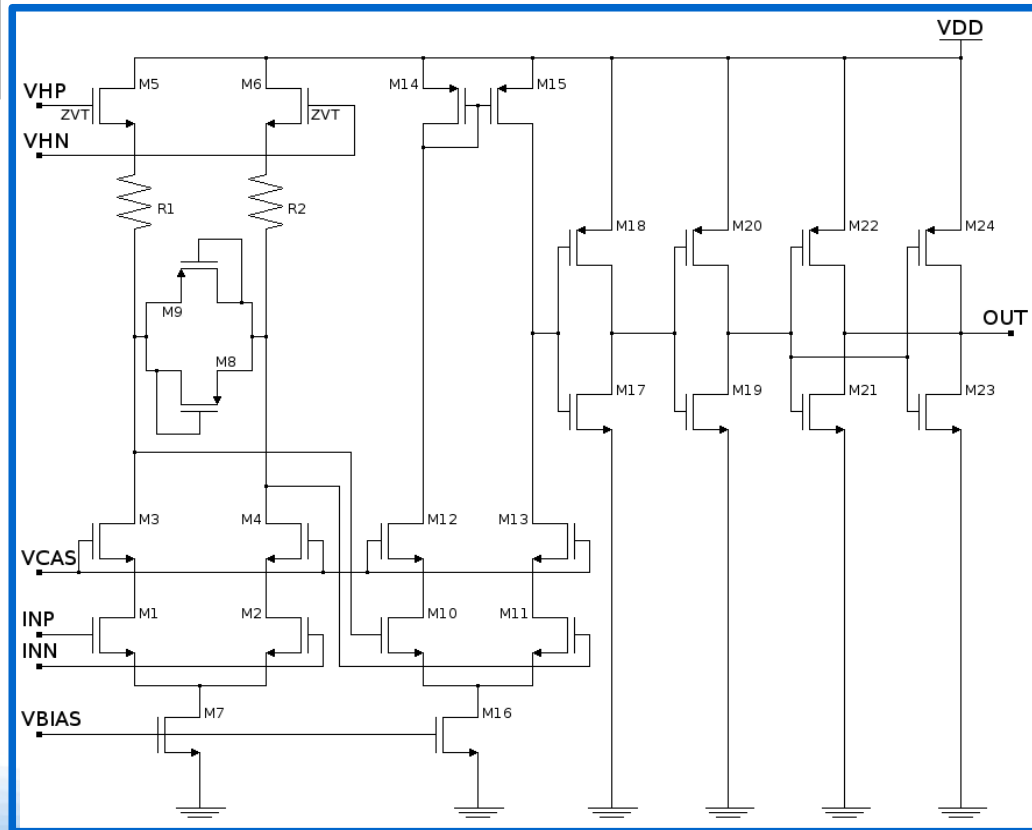 VDD
M5 M6 M14 M15
VHP
ZVT ZVT
VHN
R1 R2
M18 M20 M22 M24
M9
OUT
M8
M17 M19 M21 M23
M3 M4 M12 M13
VCAS
M1 M2 M10 M11
INP
INN
M7 M16
VBIAS